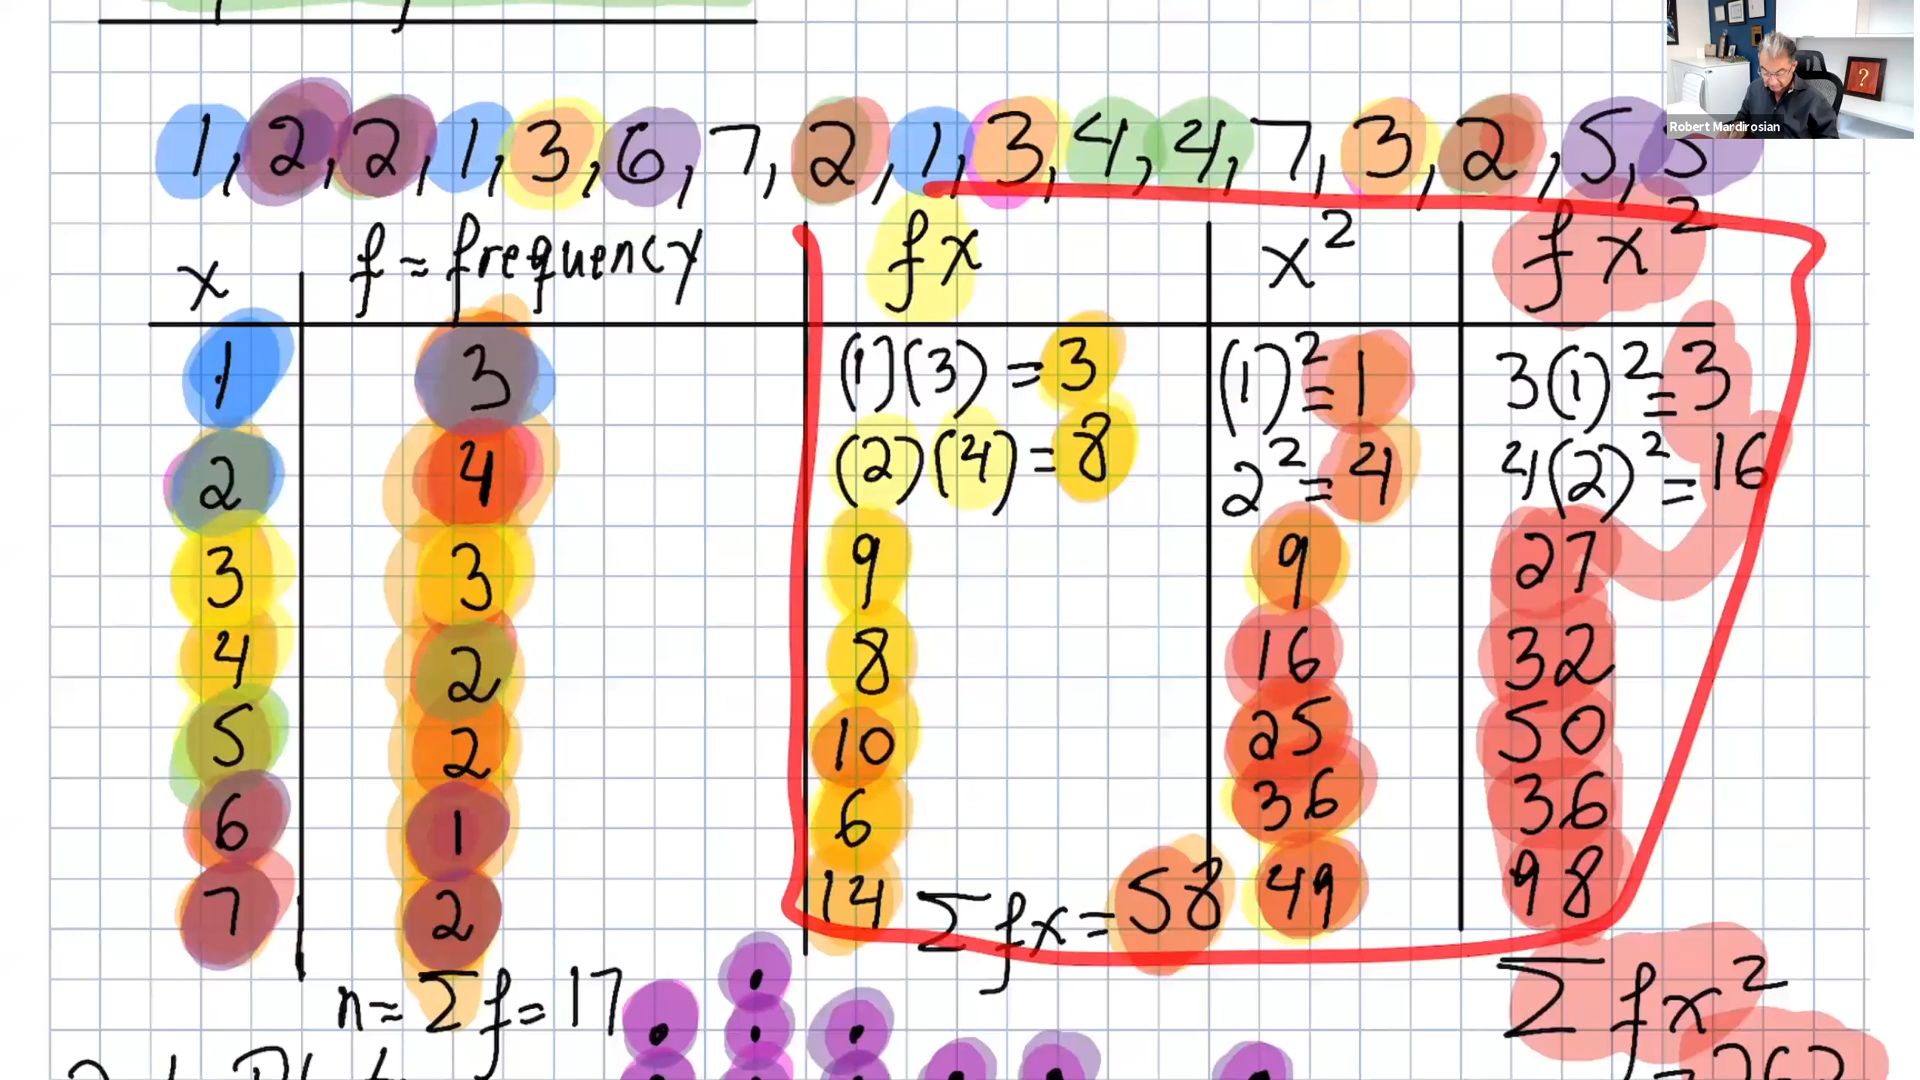 1, 2, 2, 1, 3, 6, 7, 2, 1, 3, 4, 4, 7, 3, 2, 5, 5
Robert Mardirosian
?
x f = frequency fx x² fx²
1 3 (1)(3) = 3 (1)² = 1 3(1)² = 3
2 4 (2)(4) = 8 2² = 4 4(2)² = 16
3 3 9 9 27
4 2 8 16 32
5 2 10 25 50
6 1 6 36 36
7 2 14 Σfx = 58 49 98
n = Σf = 17 Σfx²